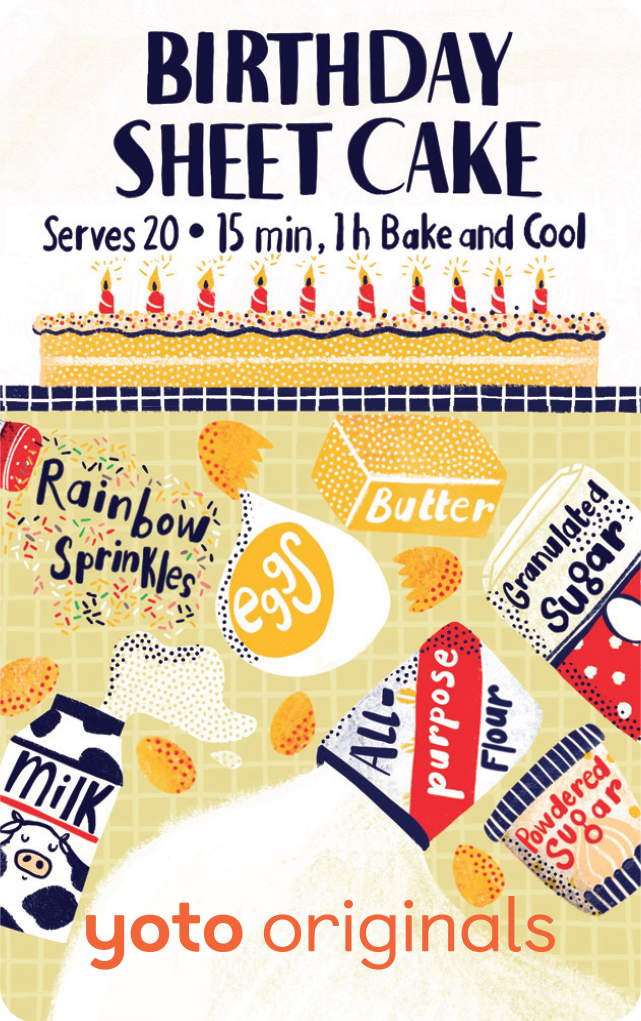 BIRTHDAY
SHEET CAKE
Serves 20 • 15 min, 1 h Bake and Cool
Rainbow
Sprinkles
eggs
Butter
Granulated
Sugar
All-
purpose
Flour
milk
Powdered
Sugar
yoto originals